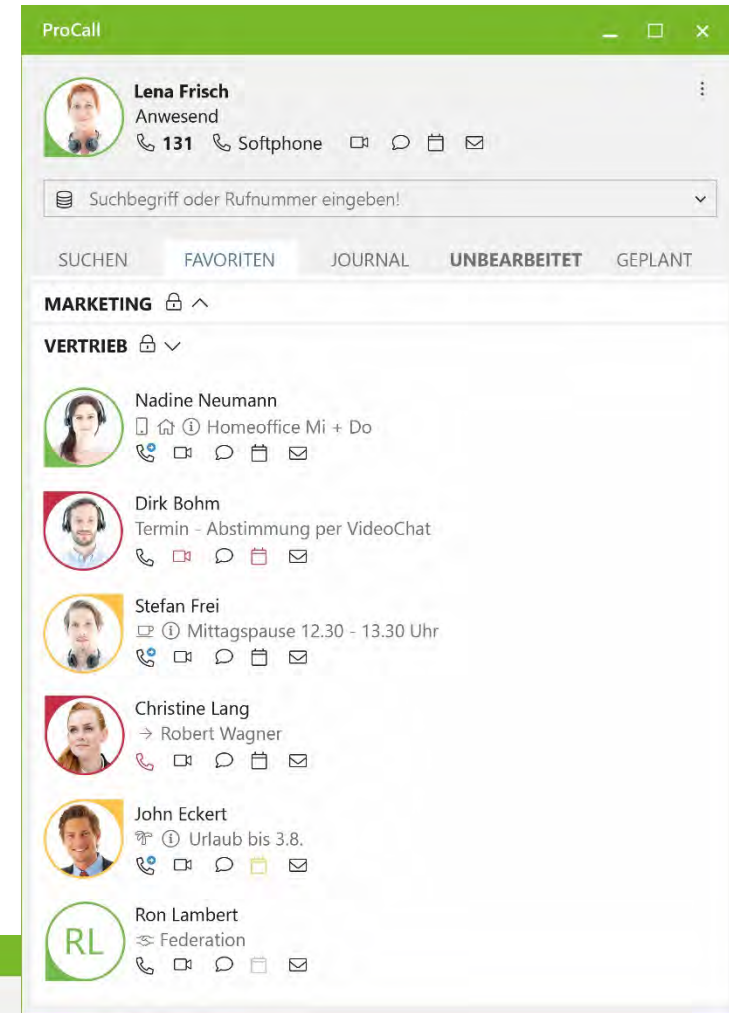 ProCall
Lena Frisch
Anwesend
131 Softphone
Suchbegriff oder Rufnummer eingeben!
SUCHEN FAVORITEN JOURNAL UNBEARBEITET GEPLANT
MARKETING
VERTRIEB
Nadine Neumann
Homeoffice Mi + Do
Dirk Bohm
Termin - Abstimmung per VideoChat
Stefan Frei
Mittagspause 12.30 - 13.30 Uhr
Christine Lang
→ Robert Wagner
John Eckert
Urlaub bis 3.8.
RL
Ron Lambert
Federation